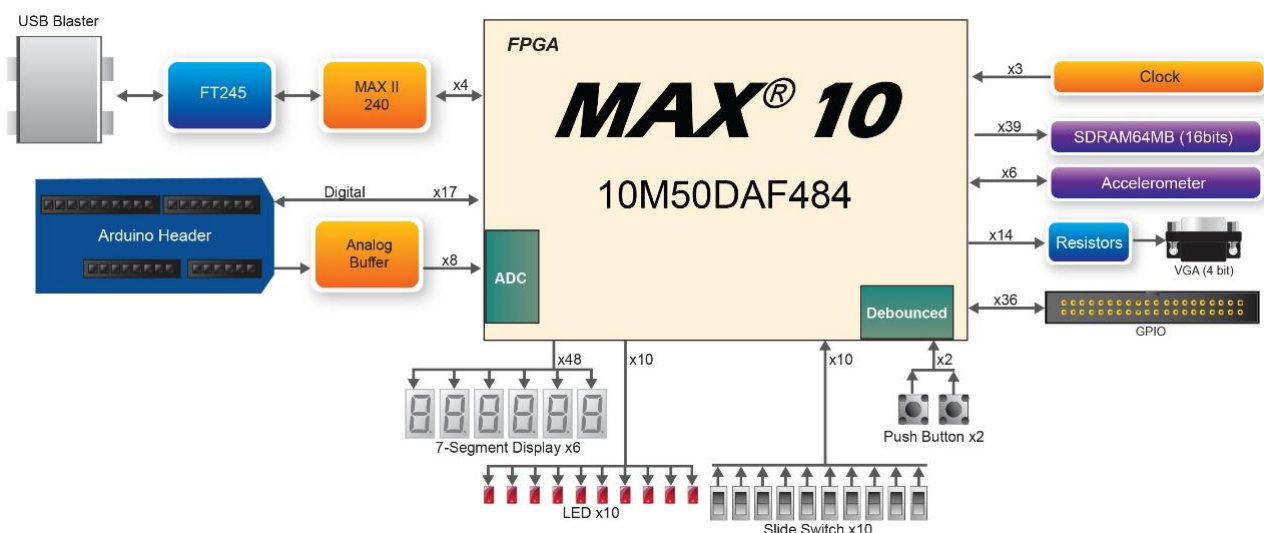 USB Blaster
FT245
MAX II
240
x4
FPGA
MAX® 10
10M50DAF484
x3
Clock
x39
SDRAM64MB (16bits)
x6
Accelerometer
Digital
x17
Arduino Header
Analog
Buffer
x8
ADC
x14
Resistors
VGA (4 bit)
Debounced
x36
GPIO
x48
x10
x10
x2
7-Segment Display x6
Push Button x2
LED x10
Slide Switch x10